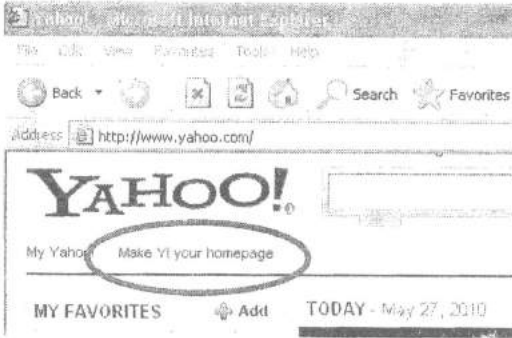 Yahoo! - Microsoft Internet Explorer
File Edit View Favorites Tools Help
Back Search Favorites
Address http://www.yahoo.com/
YAHOO!®
My Yahoo! Make Y! your homepage
MY FAVORITES Add TODAY - May 27, 2010